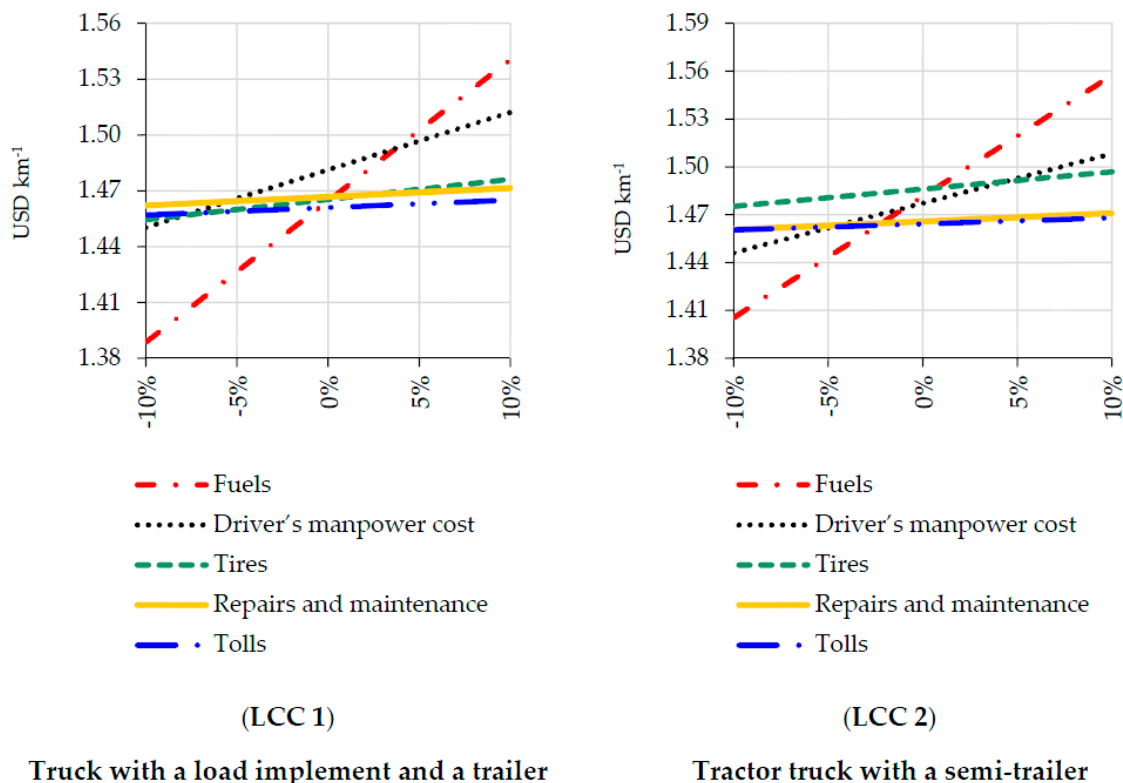 1.56
1.53
1.50
1.47
1.44
1.41
1.38
USD km-1
-10%
-5%
0%
5%
10%
Fuels
Driver's manpower cost
Tires
Repairs and maintenance
Tolls
(LCC 1)
Truck with a load implement and a trailer
1.59
1.56
1.53
1.50
1.47
1.44
1.41
1.38
USD km-1
-10%
-5%
0%
5%
10%
Fuels
Driver's manpower cost
Tires
Repairs and maintenance
Tolls
(LCC 2)
Tractor truck with a semi-trailer